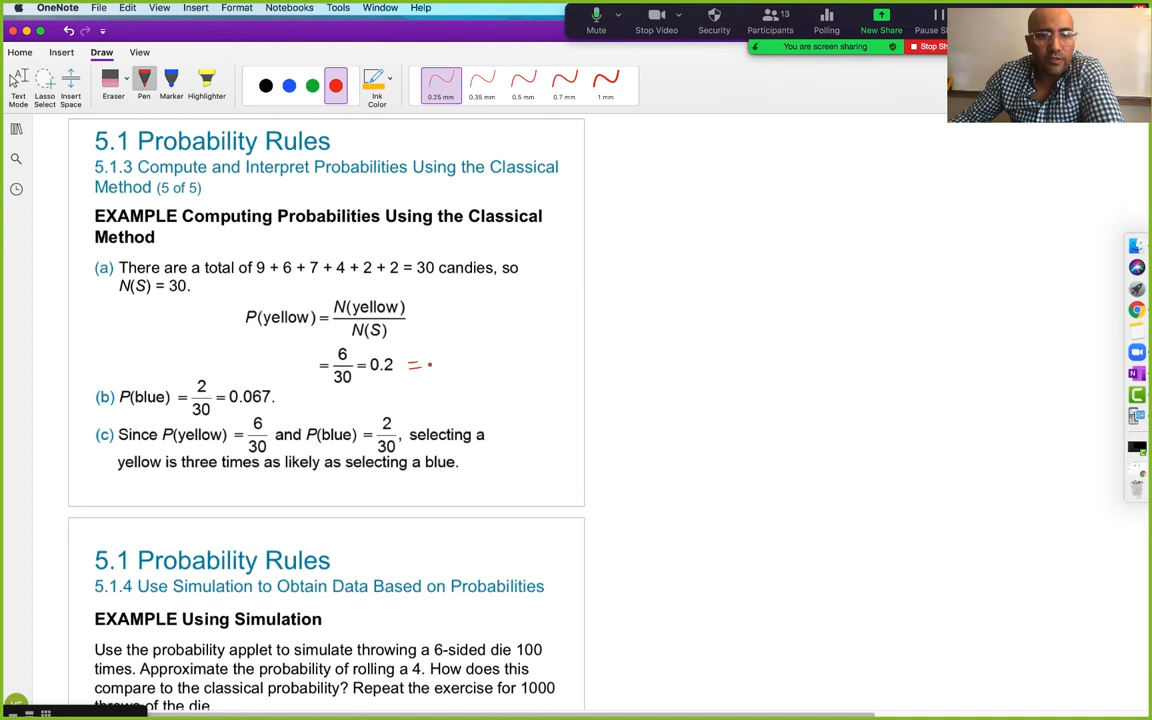 OneNote File Edit View Insert Format Notebooks Tools Window Help
13
Mute Stop Video Security Participants Polling New Share Pause
You are screen sharing Stop
Home Insert Draw View
Text Mode Lasso Select Insert Space Eraser Pen Marker Highlighter Ink Color 0.25 mm 0.35 mm 0.5 mm 0.7 mm 1 mm
5.1 Probability Rules
5.1.3 Compute and Interpret Probabilities Using the Classical
Method (5 of 5)
EXAMPLE Computing Probabilities Using the Classical
Method
(a) There are a total of 9 + 6 + 7 + 4 + 2 + 2 = 30 candies, so
N(S) = 30.
P(yellow) = N(yellow) / N(S)
= 6/30 = 0.2 =
(b) P(blue) = 2/30 = 0.067.
(c) Since P(yellow) = 6/30 and P(blue) = 2/30, selecting a
yellow is three times as likely as selecting a blue.
5.1 Probability Rules
5.1.4 Use Simulation to Obtain Data Based on Probabilities
EXAMPLE Using Simulation
Use the probability applet to simulate throwing a 6-sided die 100
times. Approximate the probability of rolling a 4. How does this
compare to the classical probability? Repeat the exercise for 1000
throws of the die.